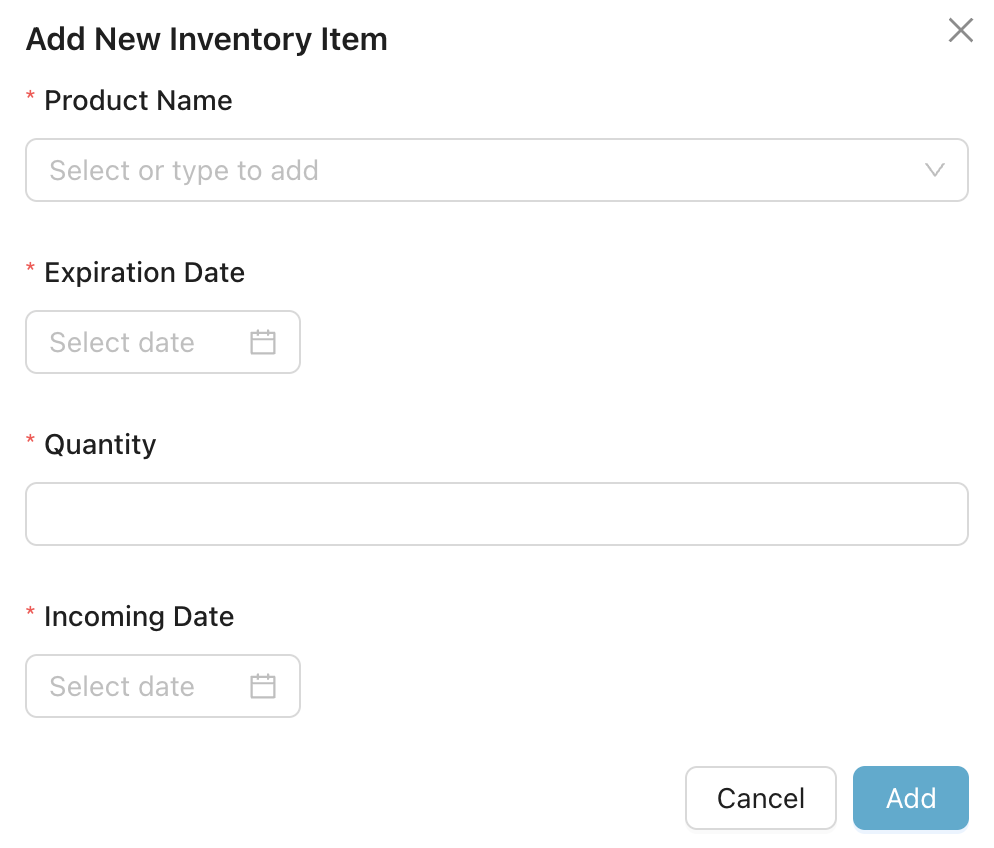 Add New Inventory Item
* Product Name
Select or type to add
* Expiration Date
Select date
* Quantity
* Incoming Date
Select date
Cancel
Add